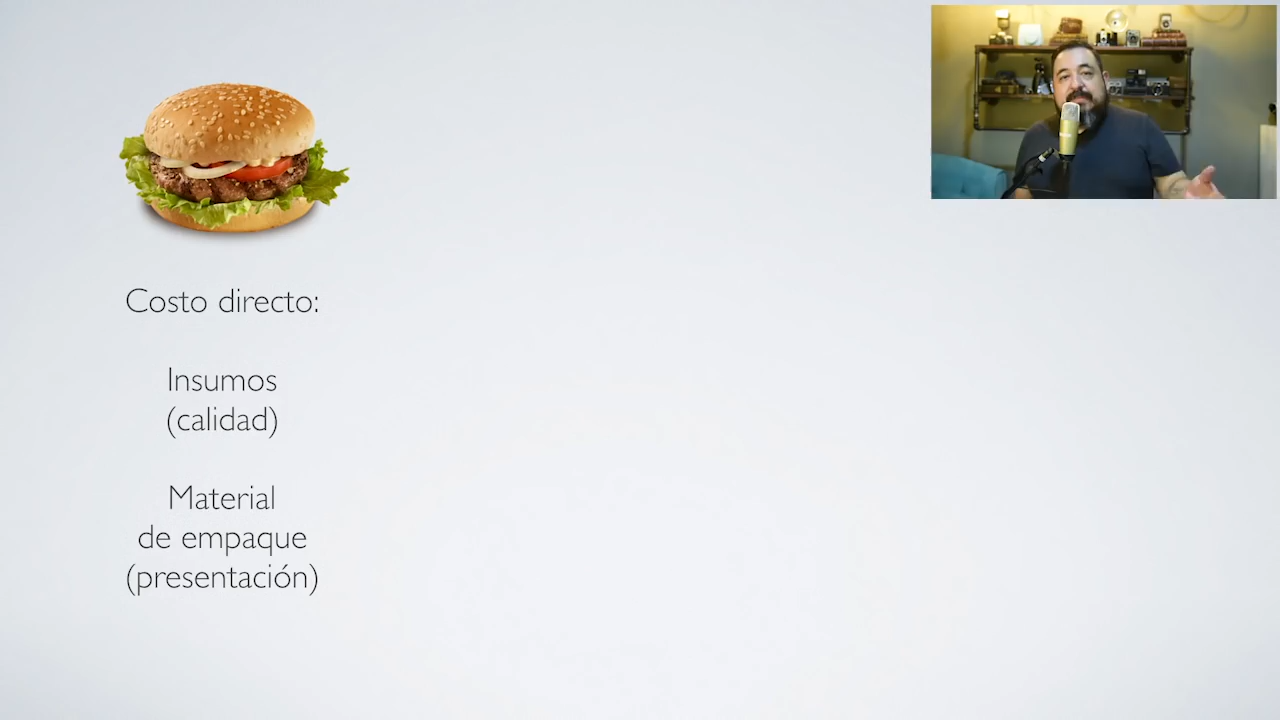 Costo directo:
Insumos
(calidad)
Material
de empaque
(presentación)